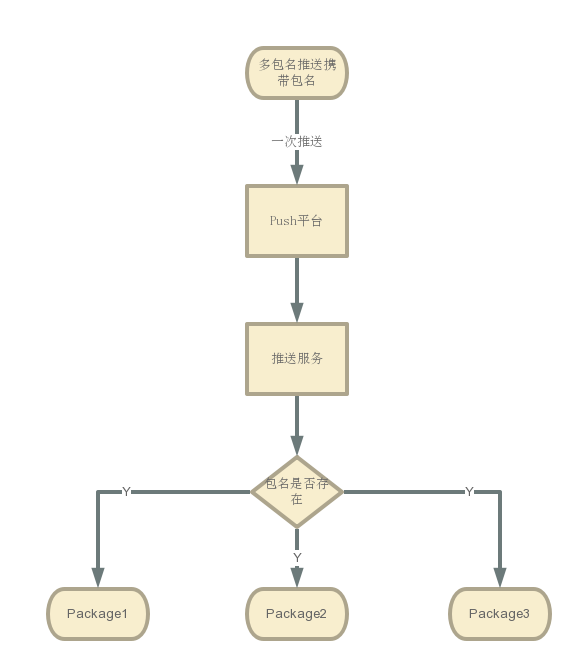 多包名推送携
带包名
一次推送
Push平台
推送服务
包名是否存
在
Y
Y
Y
Package1
Package2
Package3